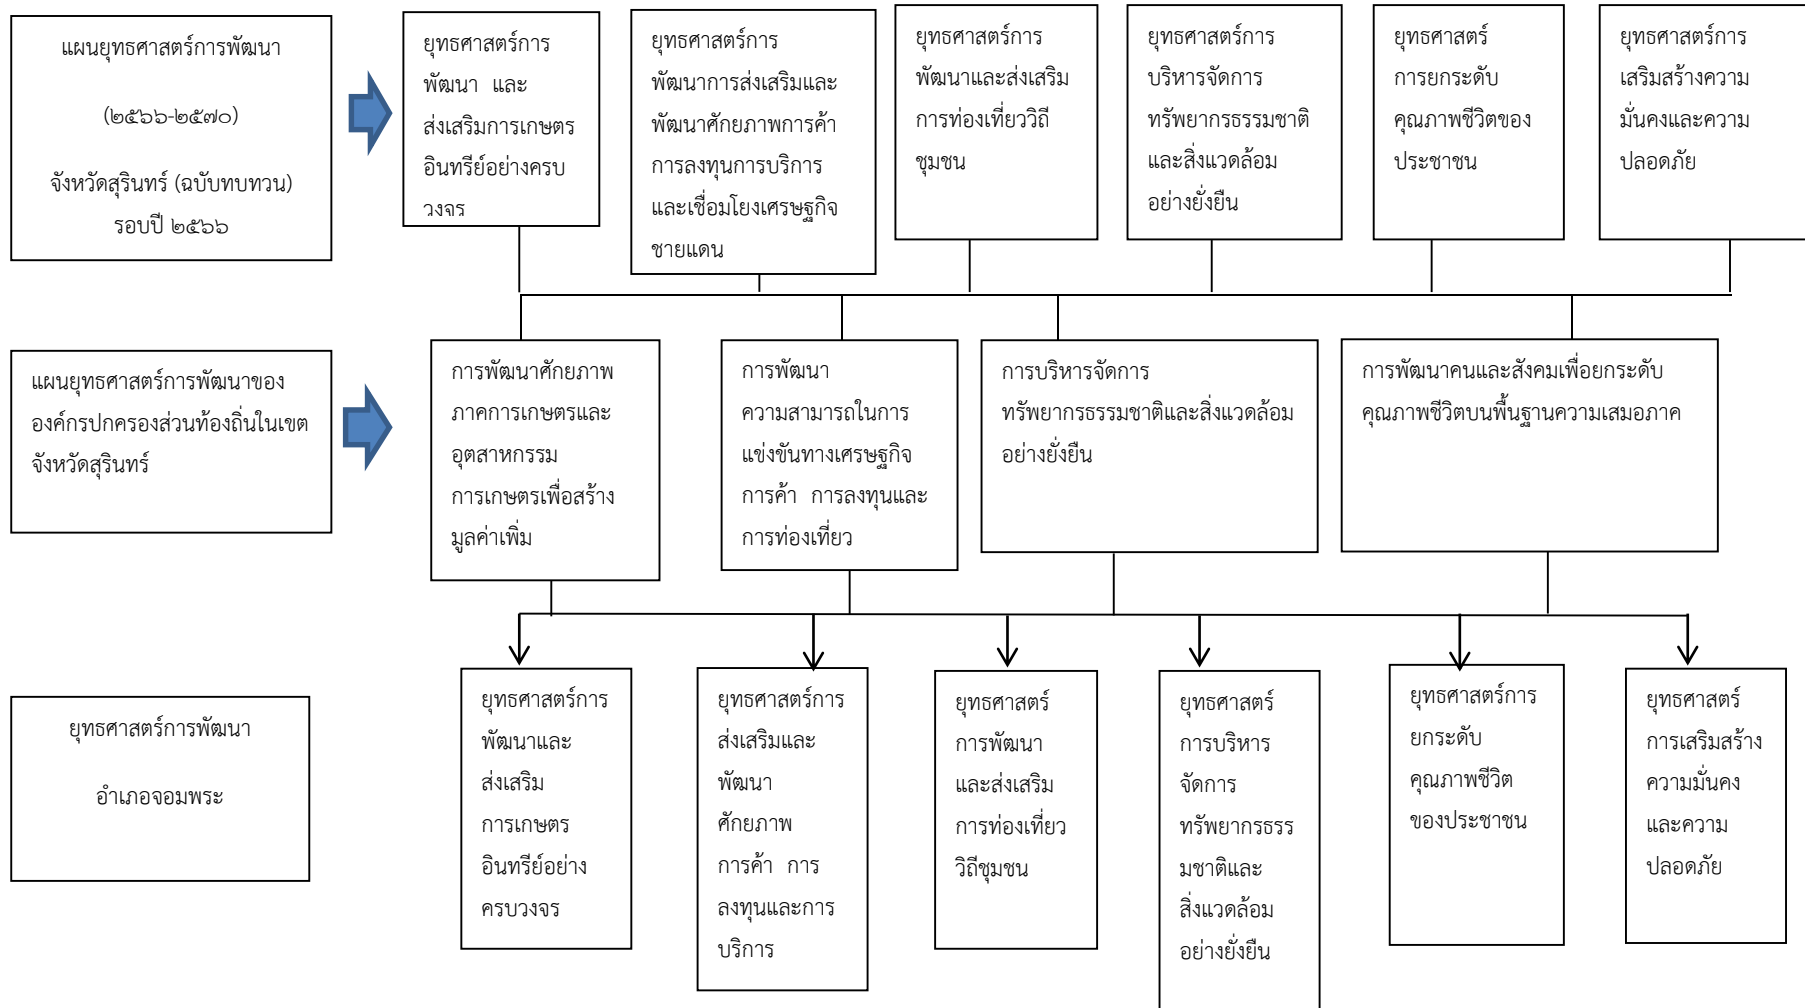 แผนยุทธศาสตร์การพัฒนา
(๒๕๖๖-๒๕๗๐)
จังหวัดสุรินทร์ (ฉบับทบทวน)
รอบปี ๒๕๖๖
ยุทธศาสตร์การ
พัฒนา และ
ส่งเสริมการเกษตร
อินทรีย์อย่างครบ
วงจร
ยุทธศาสตร์การ
พัฒนาการส่งเสริมและ
พัฒนาศักยภาพการค้า
การลงทุนการบริการ
และเชื่อมโยงเศรษฐกิจ
ชายแดน
ยุทธศาสตร์การ
พัฒนาและส่งเสริม
การท่องเที่ยววิถี
ชุมชน
ยุทธศาสตร์การ
บริหารจัดการ
ทรัพยากรธรรมชาติ
และสิ่งแวดล้อม
อย่างยั่งยืน
ยุทธศาสตร์
การยกระดับ
คุณภาพชีวิตของ
ประชาชน
ยุทธศาสตร์การ
เสริมสร้างความ
มั่นคงและความ
ปลอดภัย
แผนยุทธศาสตร์การพัฒนาของ
องค์กรปกครองส่วนท้องถิ่นในเขต
จังหวัดสุรินทร์
การพัฒนาศักยภาพ
ภาคการเกษตรและ
อุตสาหกรรม
การเกษตรเพื่อสร้าง
มูลค่าเพิ่ม
การพัฒนา
ความสามารถในการ
แข่งขันทางเศรษฐกิจ
การค้า การลงทุนและ
การท่องเที่ยว
การบริหารจัดการ
ทรัพยากรธรรมชาติและสิ่งแวดล้อม
อย่างยั่งยืน
การพัฒนาคนและสังคมเพื่อยกระดับ
คุณภาพชีวิตบนพื้นฐานความเสมอภาค
ยุทธศาสตร์การพัฒนา
อำเภอจอมพระ
ยุทธศาสตร์การ
พัฒนาและ
ส่งเสริม
การเกษตร
อินทรีย์อย่าง
ครบวงจร
ยุทธศาสตร์การ
ส่งเสริมและ
พัฒนา
ศักยภาพ
การค้า การ
ลงทุนและการ
บริการ
ยุทธศาสตร์
การพัฒนา
และส่งเสริม
การท่องเที่ยว
วิถีชุมชน
ยุทธศาสตร์
การบริหาร
จัดการ
ทรัพยากรธรร
มชาติและ
สิ่งแวดล้อม
อย่างยั่งยืน
ยุทธศาสตร์การ
ยกระดับ
คุณภาพชีวิต
ของประชาชน
ยุทธศาสตร์
การเสริมสร้าง
ความมั่นคง
และความ
ปลอดภัย